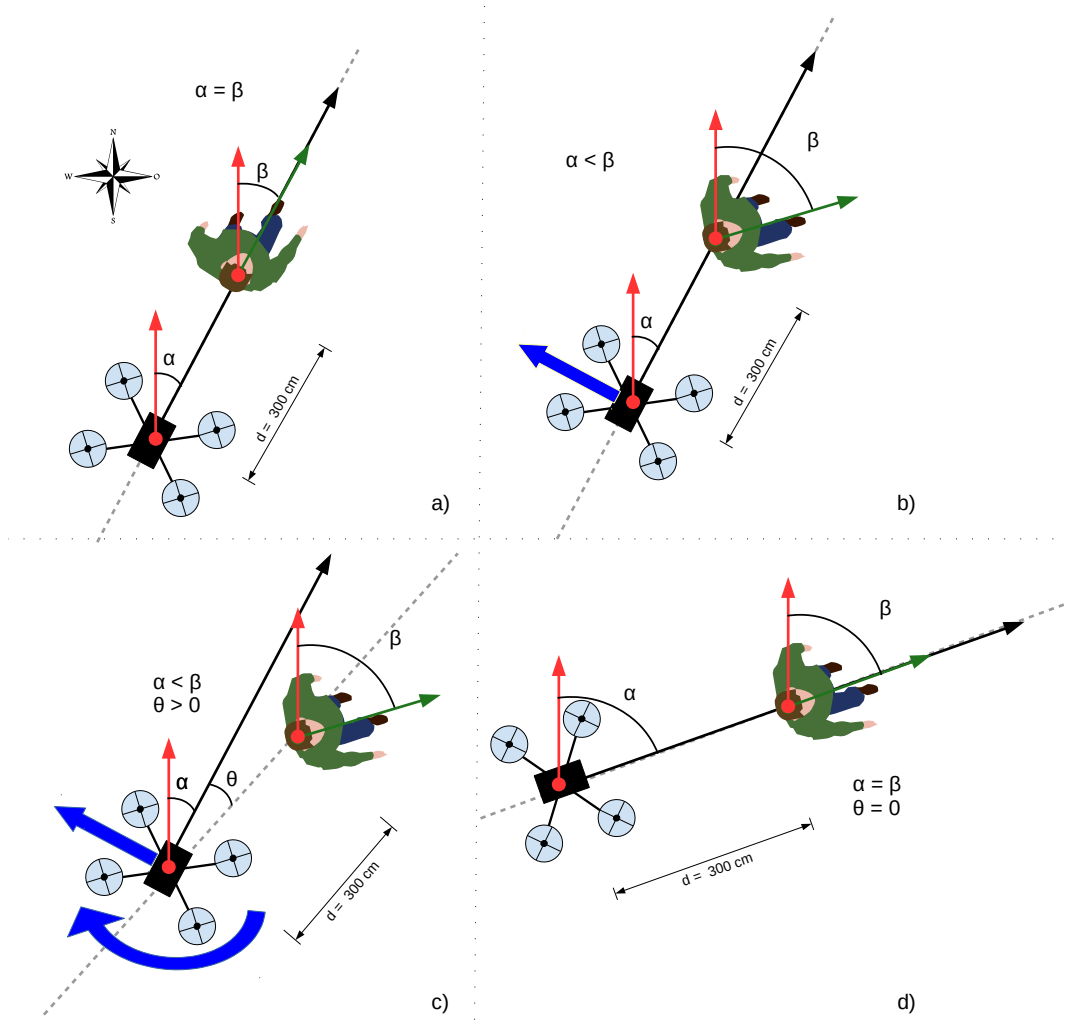 α = β
N
W
O
S
β
α
d = 300 cm
a)
α < β
β
α
d = 300 cm
b)
α < β
θ > 0
β
α
θ
d = 300 cm
c)
β
α
α = β
θ = 0
d = 300 cm
d)